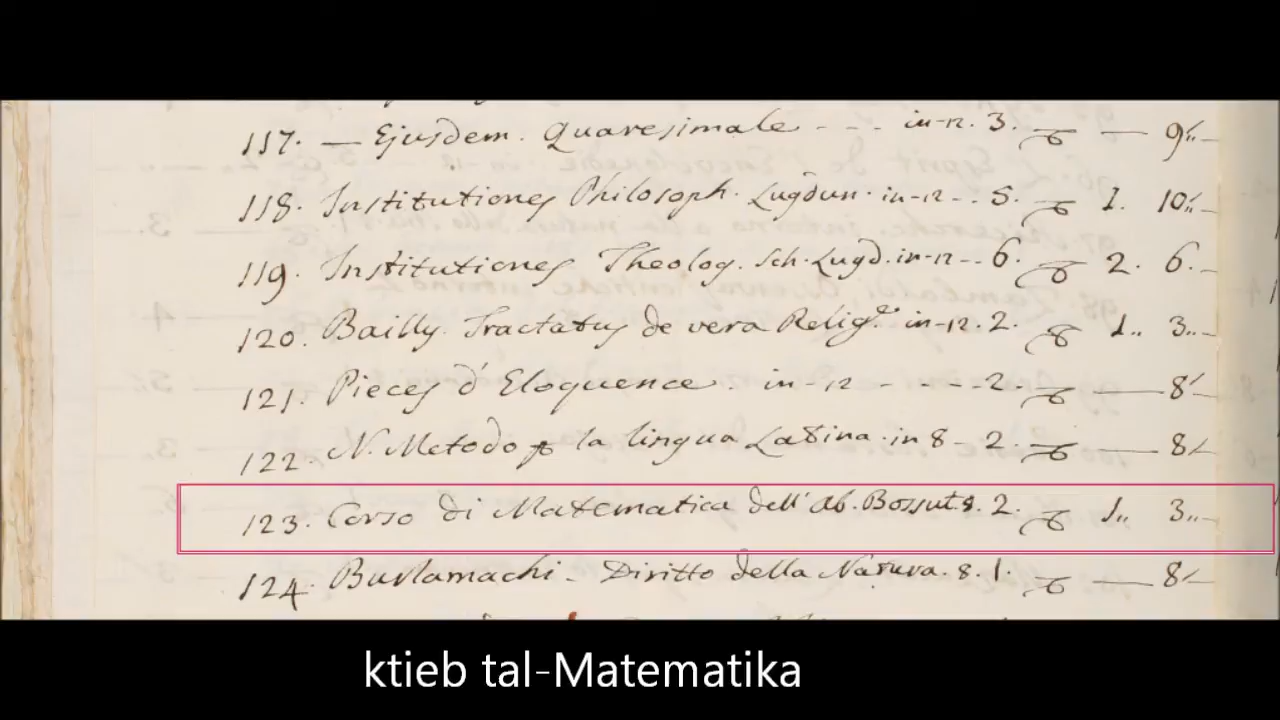 117. — Ejusdem. Quaresimale - - - in-12. 3. — 9"—
118. Institutiones Philosoph. Lugdun. in-12 - - 5. 1. 10"—
119. Institutiones Theolog. Sch. Lugd. in-12 - - 6. 2. 6. —
120. Bailly. Tractatus de vera Relig.e in-12. 2. 1.. 3..—
121. Pieces d'Eloquence. in-12 - - - - 2. — 8'—
122. N. Metodo la lingua Latina. in 8 - 2. — 8'—
123. Corso di Matematica dell' Ab. Bossut. 8. 2. 1.. 3..—
124. Burlamachi - Diritto della Natura. 8. 1. — 8'—
ktieb tal-Matematika